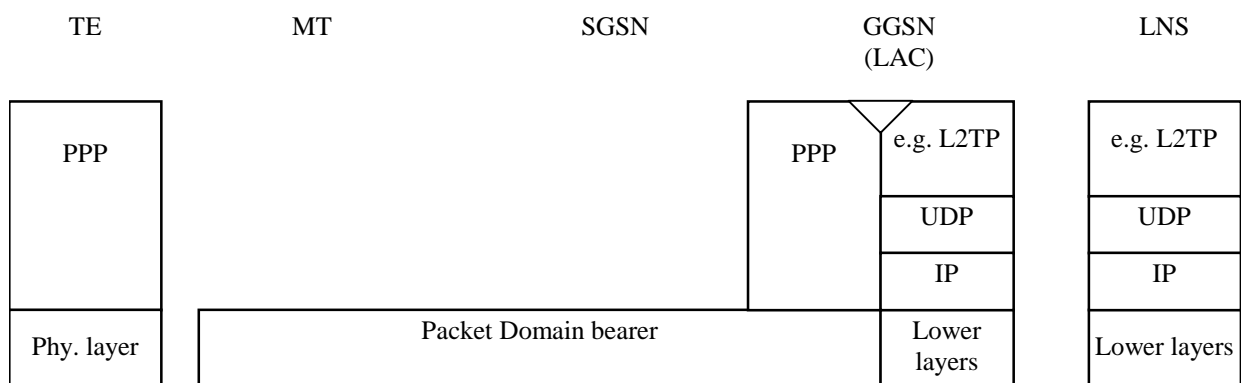 TE MT SGSN GGSN LNS
(LAC)
PPP PPP e.g. L2TP e.g. L2TP
UDP UDP
IP IP
Phy. layer Packet Domain bearer Lower Lower layers
layers